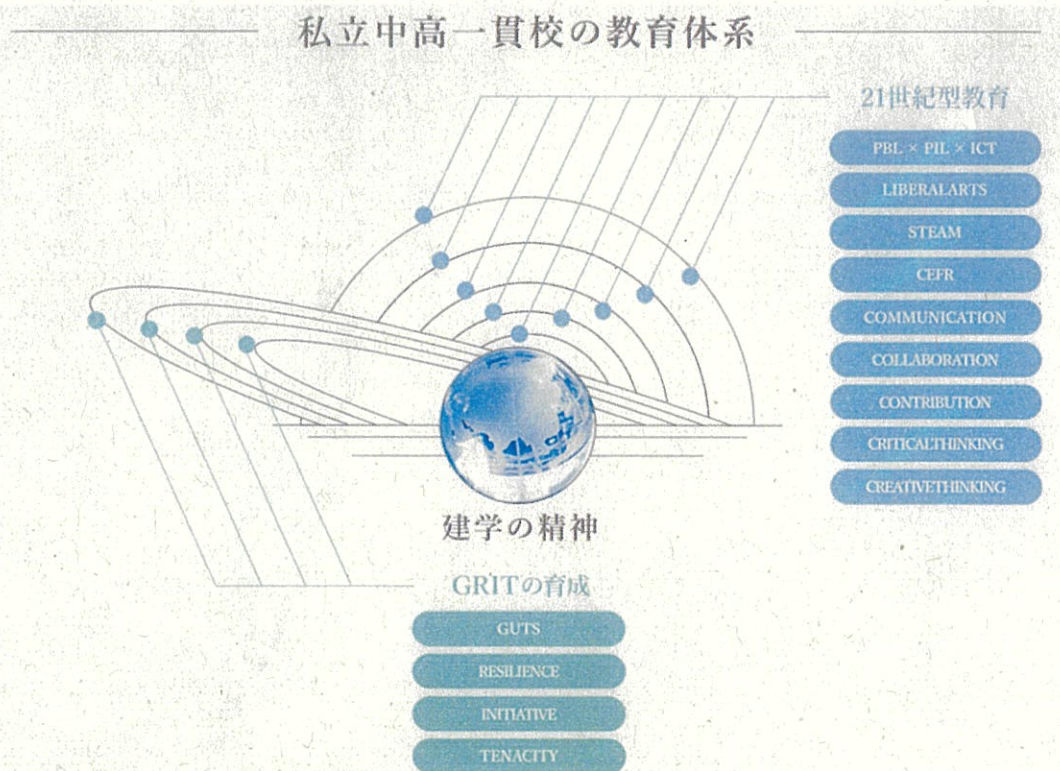 私立中高一貫校の教育体系
21世紀型教育
PBL × PIL × ICT
LIBERALARTS
STEAM
CEFR
COMMUNICATION
COLLABORATION
CONTRIBUTION
CRITICALTHINKING
CREATIVETHINKING
建学の精神
GRITの育成
GUTS
RESILIENCE
INITIATIVE
TENACITY